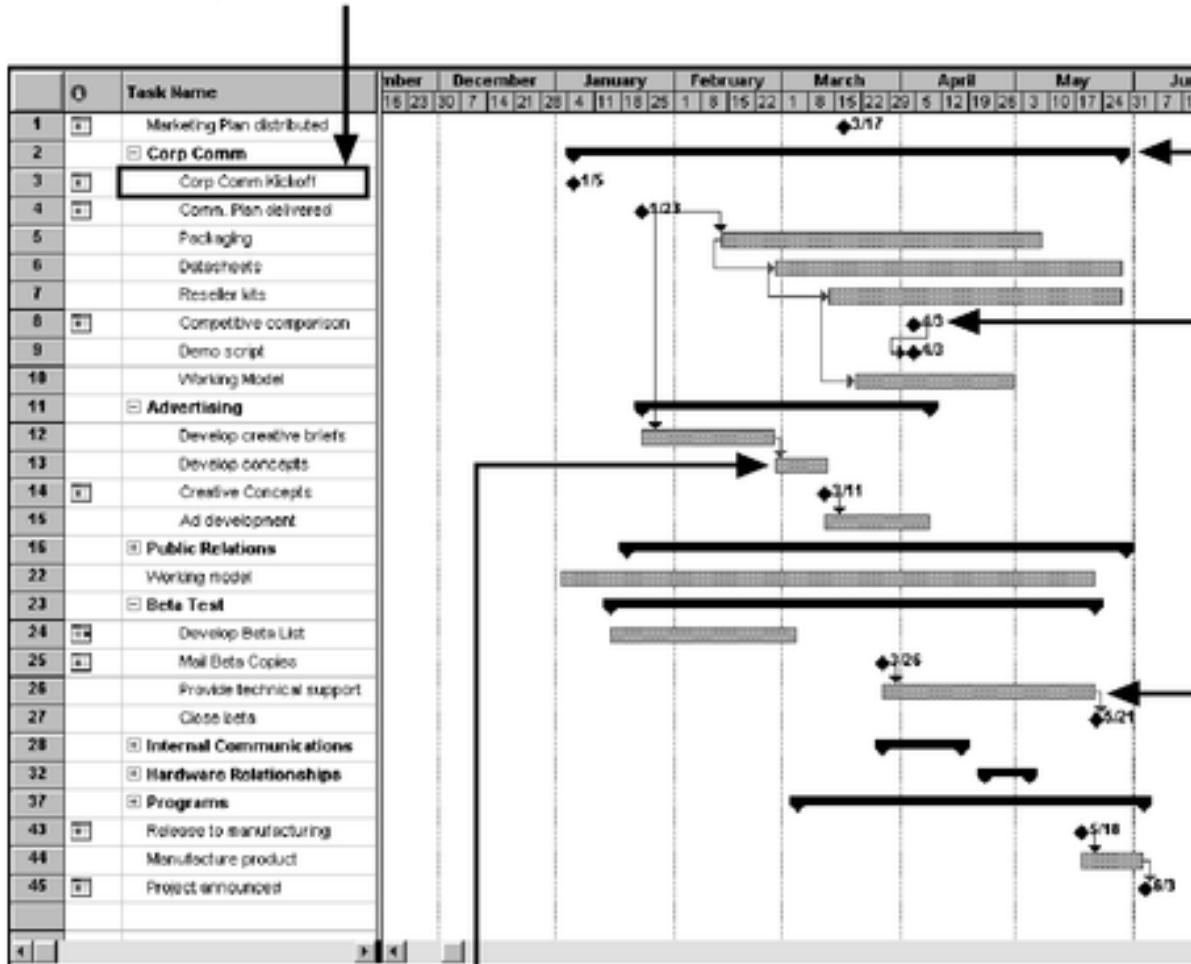 mber December January February March April May Ju
Task Name 16 23 30 7 14 21 28 4 11 18 25 1 8 15 22 1 8 15 22 29 5 12 19 26 3 10 17 24 31 7 1
1 Marketing Plan distributed 3/17
2 Corp Comm
3 Corp Comm Kickoff 1/5
4 Comm. Plan delivered 1/23
5 Packaging
6 Datasheets
7 Reseller kits
8 Competitive comparison 4/3
9 Demo script 4/3
10 Working Model
11 Advertising
12 Develop creative briefs
13 Develop concepts
14 Creative Concepts 3/11
15 Ad development
16 Public Relations
22 Working model
23 Beta Test
24 Develop Beta List
25 Mail Beta Copies 3/26
26 Provide technical support
27 Close beta 5/21
28 Internal Communications
32 Hardware Relationships
37 Programs
43 Release to manufacturing 5/18
44 Manufacture product
45 Project announced 6/3